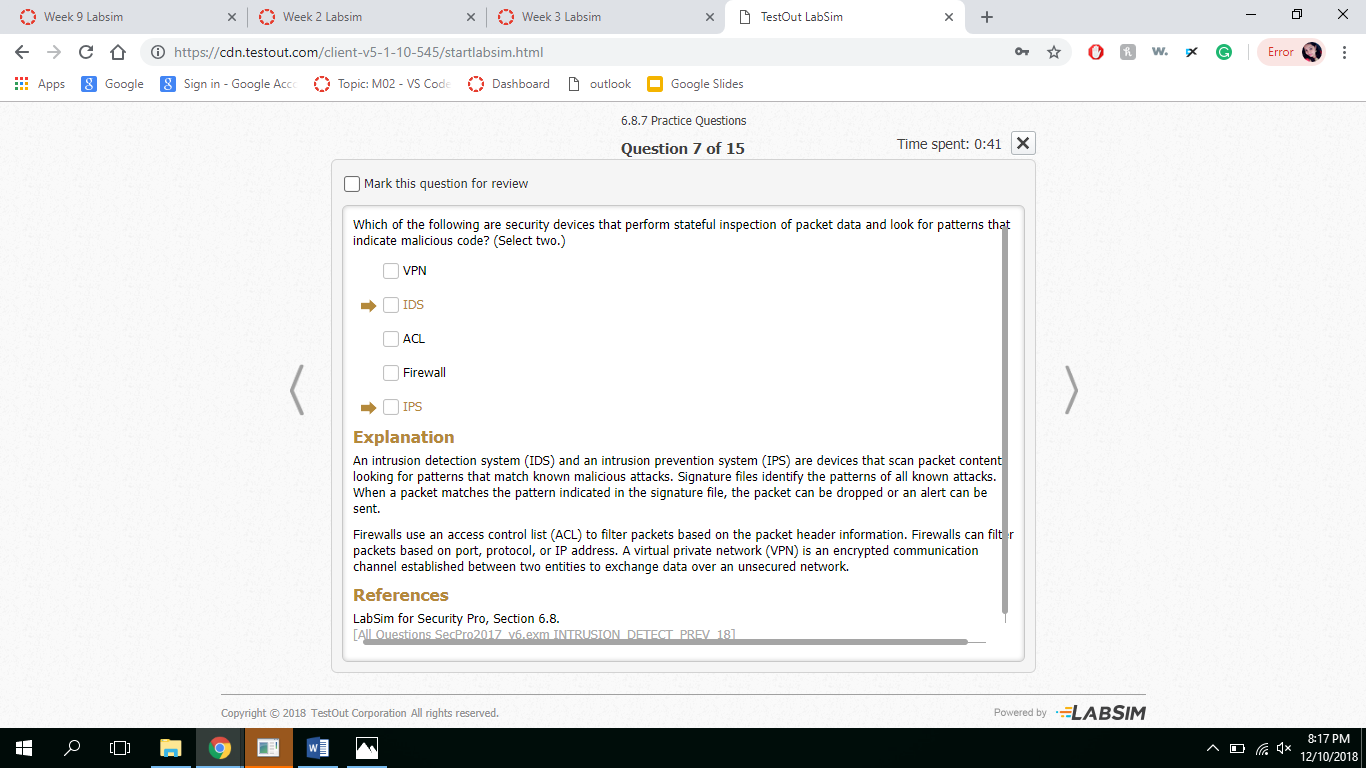 Week 9 Labsim
Week 2 Labsim
Week 3 Labsim
TestOut LabSim
https://cdn.testout.com/client-v5-1-10-545/startlabsim.html
Error
Apps
Google
Sign in - Google Acco
Topic: M02 - VS Code
Dashboard
outlook
Google Slides
6.8.7 Practice Questions
Question 7 of 15
Time spent: 0:41
Mark this question for review
Which of the following are security devices that perform stateful inspection of packet data and look for patterns that
indicate malicious code? (Select two.)
VPN
IDS
ACL
Firewall
IPS
Explanation
An intrusion detection system (IDS) and an intrusion prevention system (IPS) are devices that scan packet content
looking for patterns that match known malicious attacks. Signature files identify the patterns of all known attacks.
When a packet matches the pattern indicated in the signature file, the packet can be dropped or an alert can be
sent.
Firewalls use an access control list (ACL) to filter packets based on the packet header information. Firewalls can filter
packets based on port, protocol, or IP address. A virtual private network (VPN) is an encrypted communication
channel established between two entities to exchange data over an unsecured network.
References
LabSim for Security Pro, Section 6.8.
[All Questions SecPro2017_v6.exm INTRUSION_DETECT_PREV_18]
Copyright © 2018 TestOut Corporation All rights reserved.
Powered by LABSIM
8:17 PM
12/10/2018